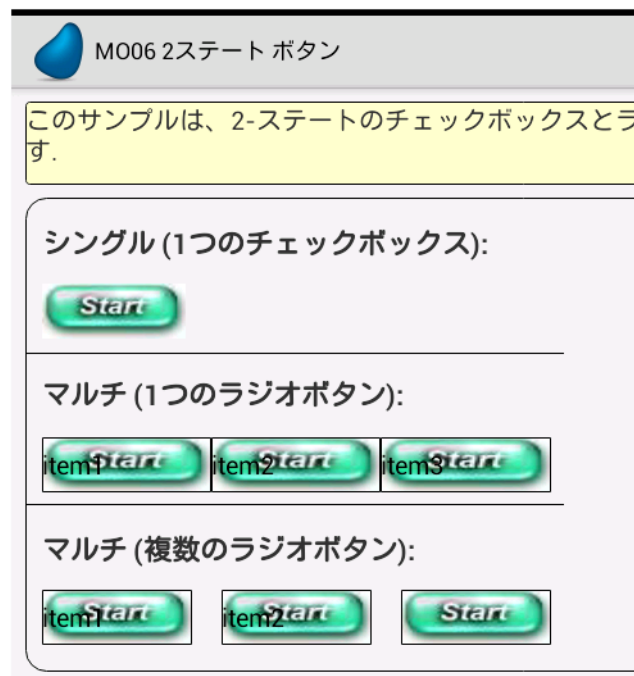 MO06 2ステート ボタン
このサンプルは、2-ステートのチェックボックスとラ
す.
シングル (1つのチェックボックス):
Start
マルチ (1つのラジオボタン):
item1 Start item2 Start item3 Start
マルチ (複数のラジオボタン):
item1 Start item2 Start Start